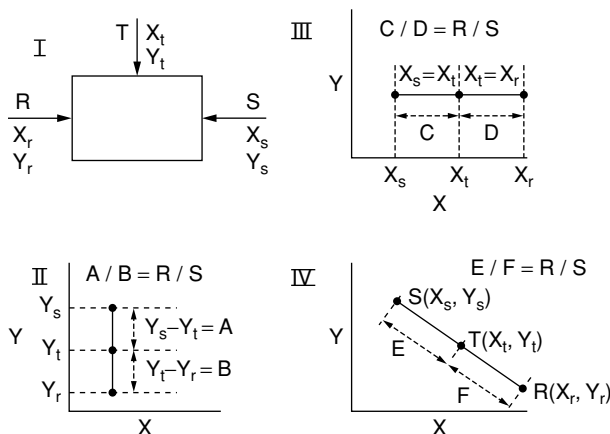 I
T
X_t
Y_t
R
X_r
Y_r
S
X_s
Y_s
III
C / D = R / S
Y
X_s=X_t
X_t=X_r
C
D
X_s
X_t
X_r
X
II
A / B = R / S
Y_s
Y_s–Y_t=A
Y
Y_t
Y_t–Y_r=B
Y_r
X
IV
E / F = R / S
S(X_s, Y_s)
Y
T(X_t, Y_t)
E
F
R(X_r, Y_r)
X